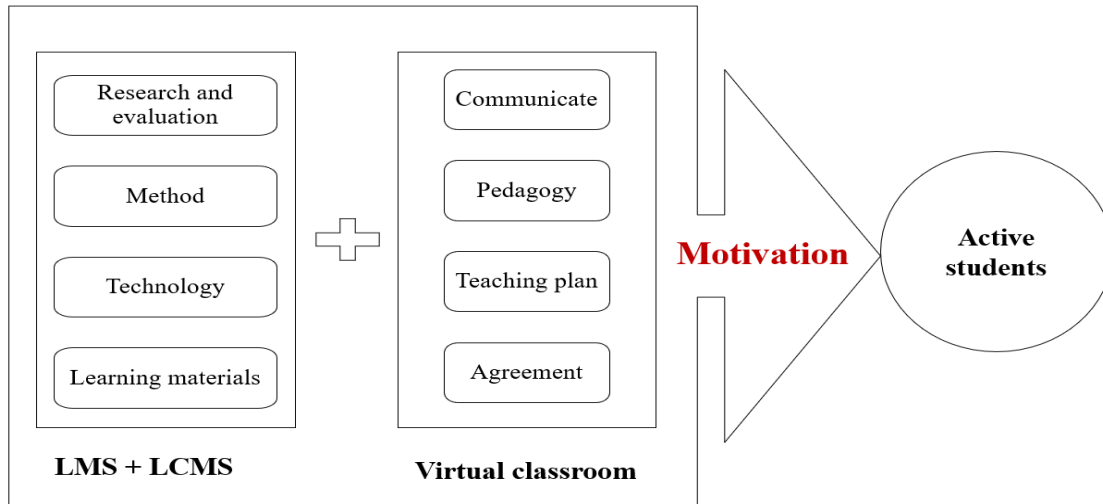 Research and
evaluation
Method
Technology
Learning materials
LMS + LCMS
Communicate
Pedagogy
Teaching plan
Agreement
Virtual classroom
Motivation
Active
students